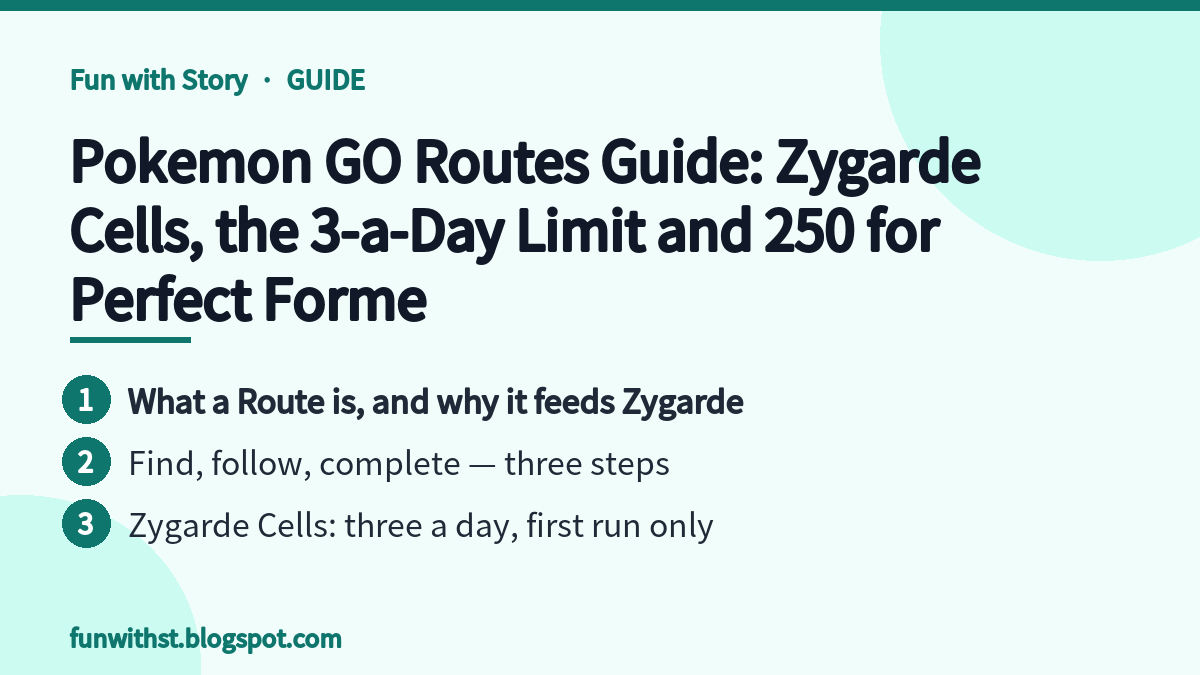 Fun with Story · GUIDE
Pokemon GO Routes Guide: Zygarde
Cells, the 3-a-Day Limit and 250 for
Perfect Forme
1 What a Route is, and why it feeds Zygarde
2 Find, follow, complete — three steps
3 Zygarde Cells: three a day, first run only
funwithst.blogspot.com